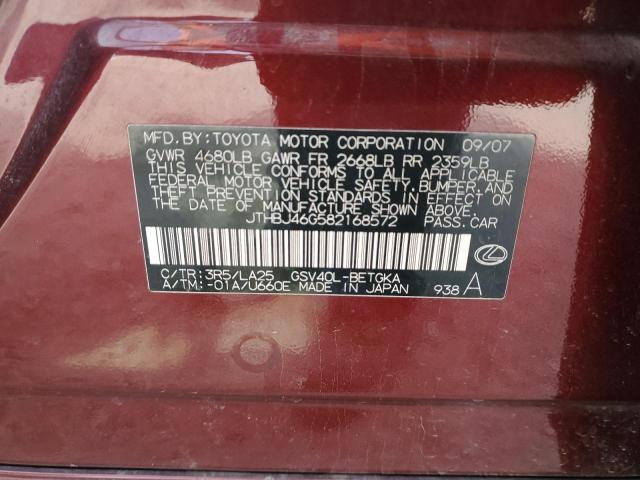 MFD. BY: TOYOTA MOTOR CORPORATION 09/07
GVWR 4680LB GAWR FR 2668LB RR 2359LB
THIS VEHICLE CONFORMS TO ALL APPLICABLE
FEDERAL MOTOR VEHICLE SAFETY, BUMPER, AND
THEFT PREVENTION STANDARDS IN EFFECT ON
THE DATE OF MANUFACTURE SHOWN ABOVE.
JTHBJ46G582168572 PASS.CAR
C/TR: 3R5/LA25 GSV40L-BETGKA
A/TM: -01A/U660E MADE IN JAPAN 938 A